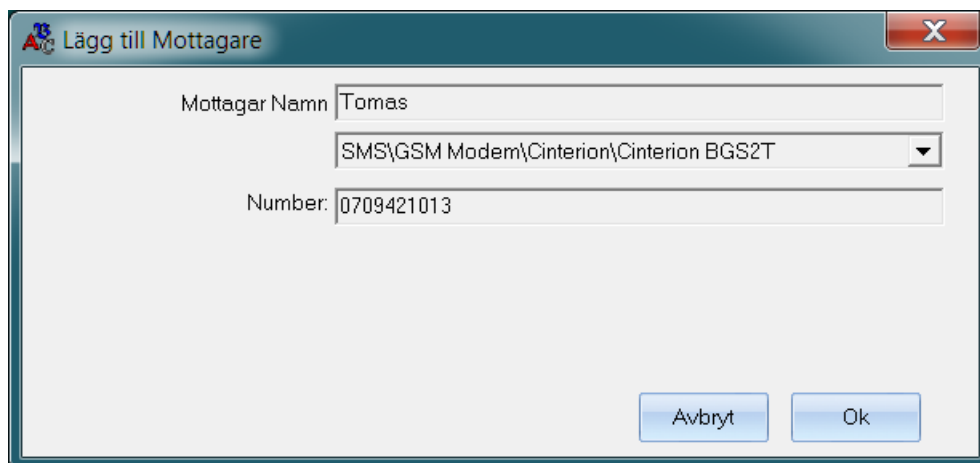 Lägg till Mottagare
Mottagar Namn Tomas
SMS\GSM Modem\Cinterion\Cinterion BGS2T
Number: 0709421013
Avbryt Ok